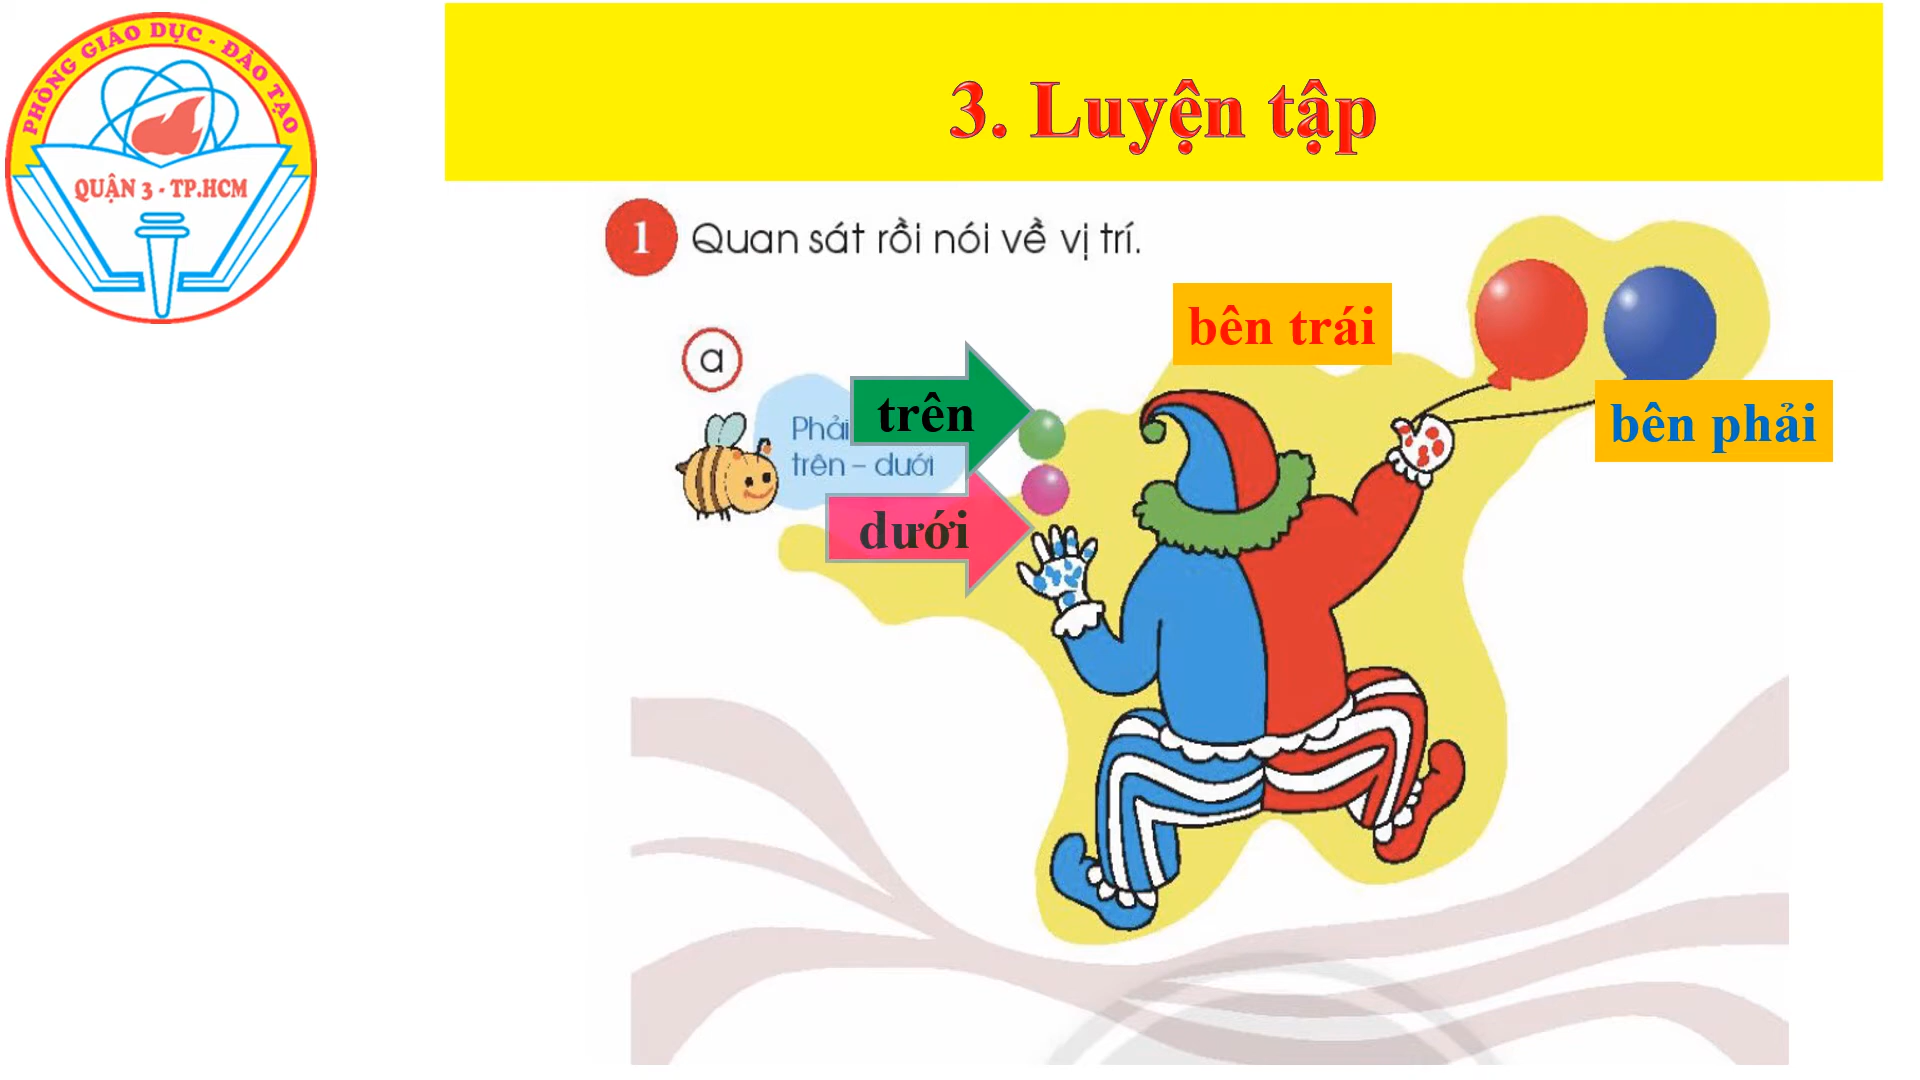 PHÒNG GIÁO DỤC - ĐÀO TẠO
QUẬN 3 - TP.HCM
3. Luyện tập
1 Quan sát rồi nói về vị trí.
bên trái
a
bên phải
Phải
trên
trên – dưới
dưới